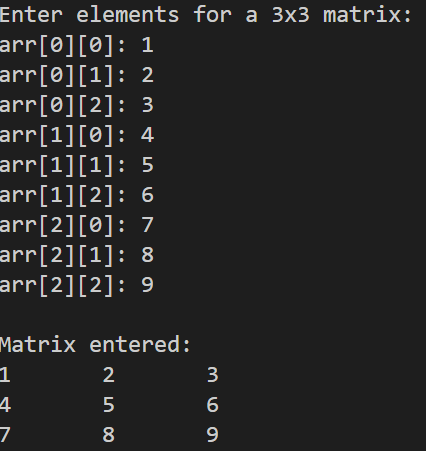 Enter elements for a 3x3 matrix:
arr[0][0]: 1
arr[0][1]: 2
arr[0][2]: 3
arr[1][0]: 4
arr[1][1]: 5
arr[1][2]: 6
arr[2][0]: 7
arr[2][1]: 8
arr[2][2]: 9

Matrix entered:
1       2       3
4       5       6
7       8       9